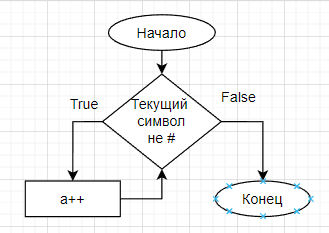 Начало
True
Текущий
символ
не #
False
a++
Конец